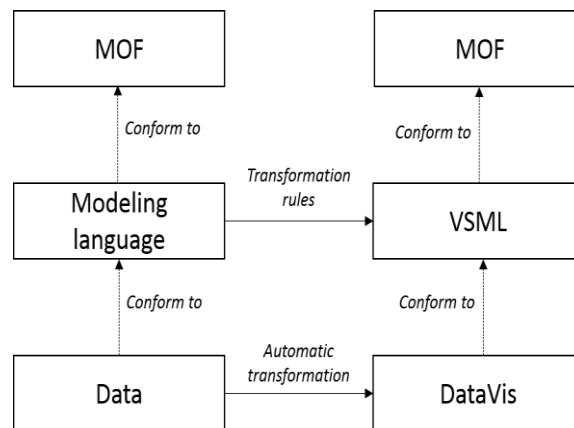 MOF
MOF
Conform to
Conform to
Transformation
rules
Modeling
language
VSML
Conform to
Conform to
Automatic
transformation
Data
DataVis